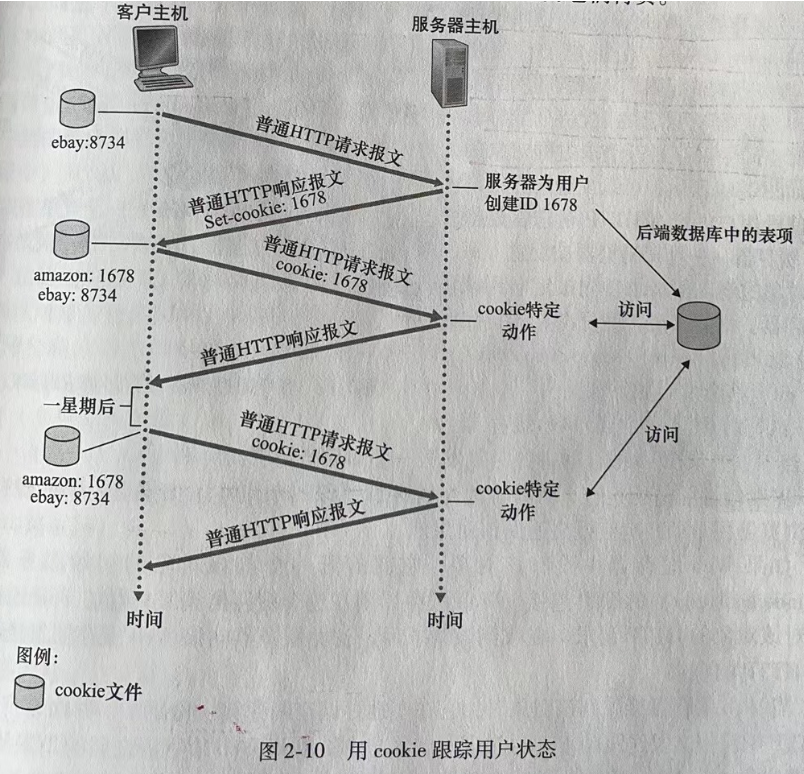 客户主机
服务器主机
ebay:8734
普通HTTP请求报文
普通HTTP响应报文
Set-cookie: 1678
服务器为用户
创建ID 1678
后端数据库中的表项
amazon: 1678
ebay: 8734
普通HTTP请求报文
cookie: 1678
cookie特定
动作
访问
普通HTTP响应报文
一星期后
amazon: 1678
ebay: 8734
普通HTTP请求报文
cookie: 1678
访问
cookie特定
动作
普通HTTP响应报文
时间
时间
图例：
cookie文件
图 2-10 用 cookie 跟踪用户状态